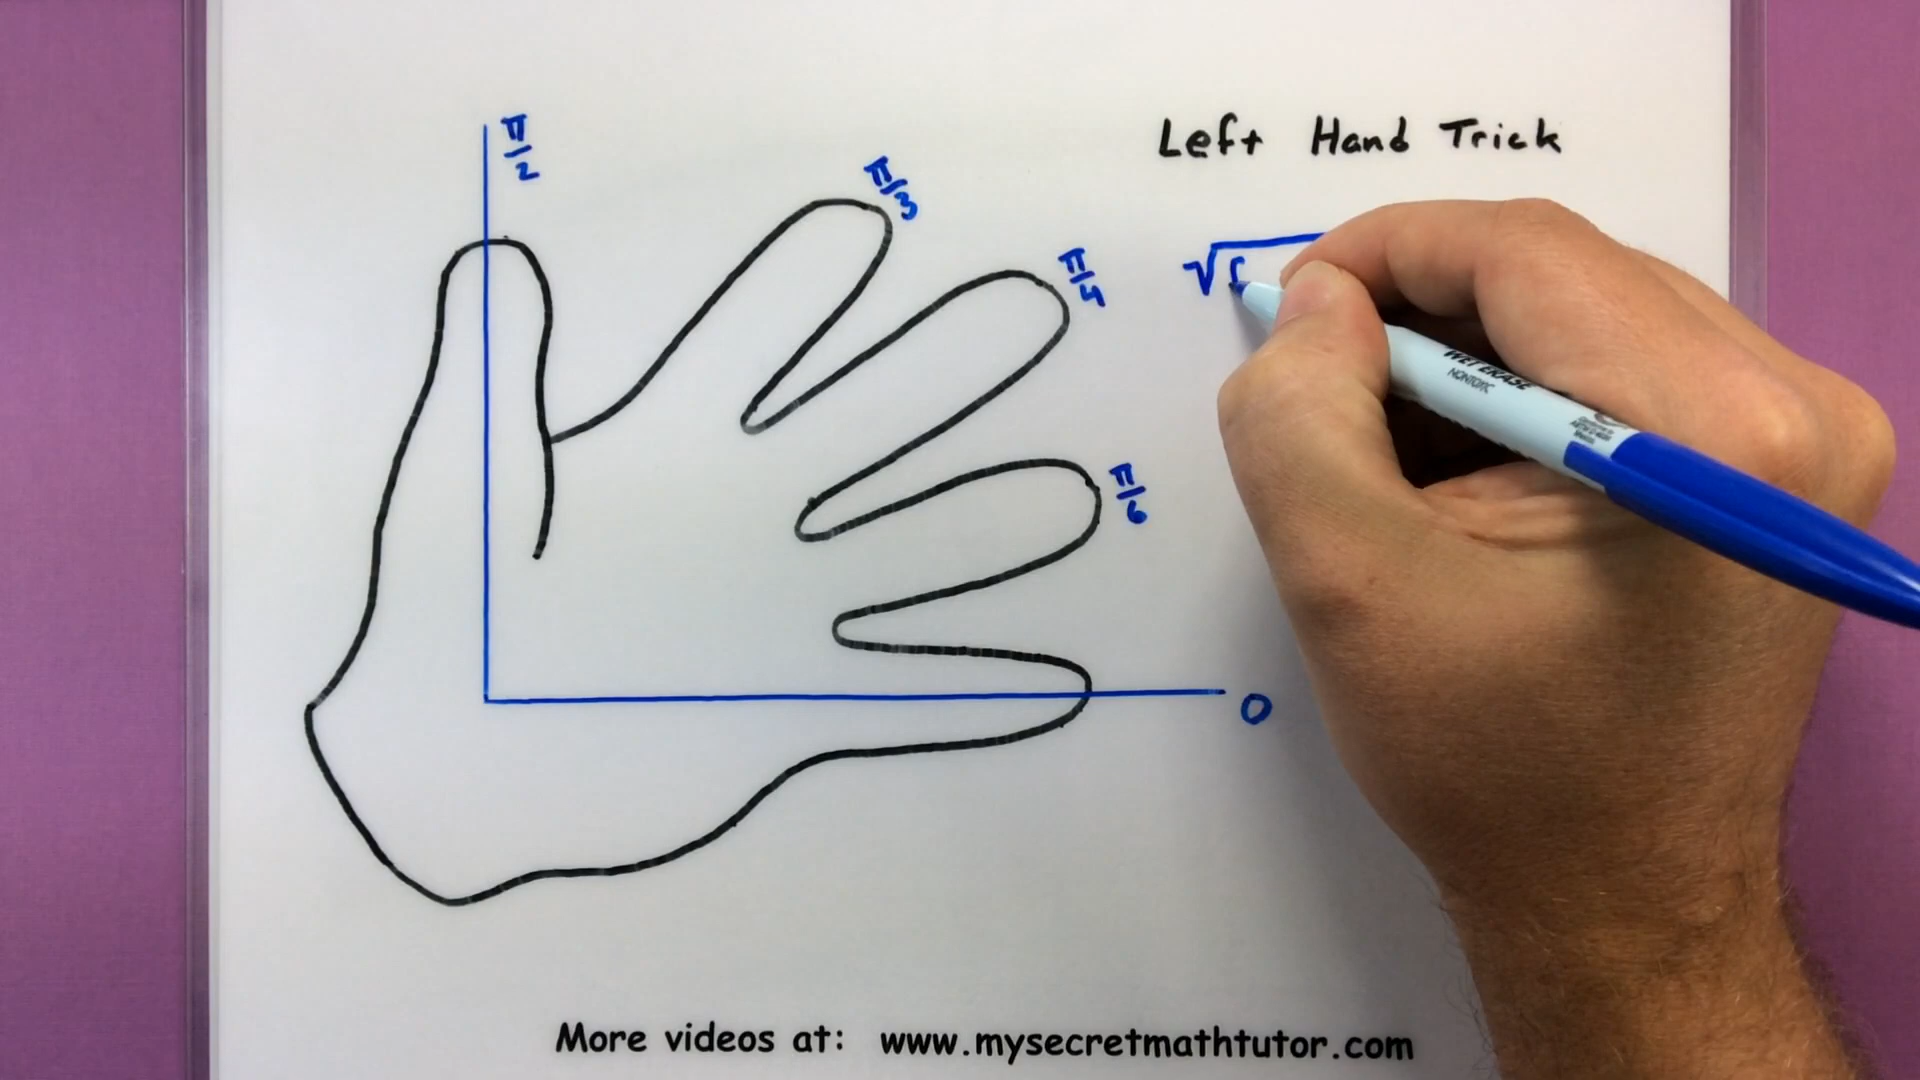 Left Hand Trick
π/2
π/3
π/4
π/6
0
√
WET ERASE
NONTOXIC
More videos at: www.mysecretmathtutor.com